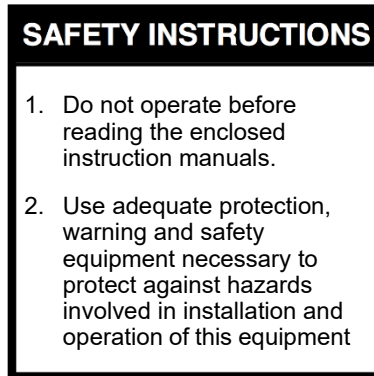 SAFETY INSTRUCTIONS
1. Do not operate before
reading the enclosed
instruction manuals.
2. Use adequate protection,
warning and safety
equipment necessary to
protect against hazards
involved in installation and
operation of this equipment